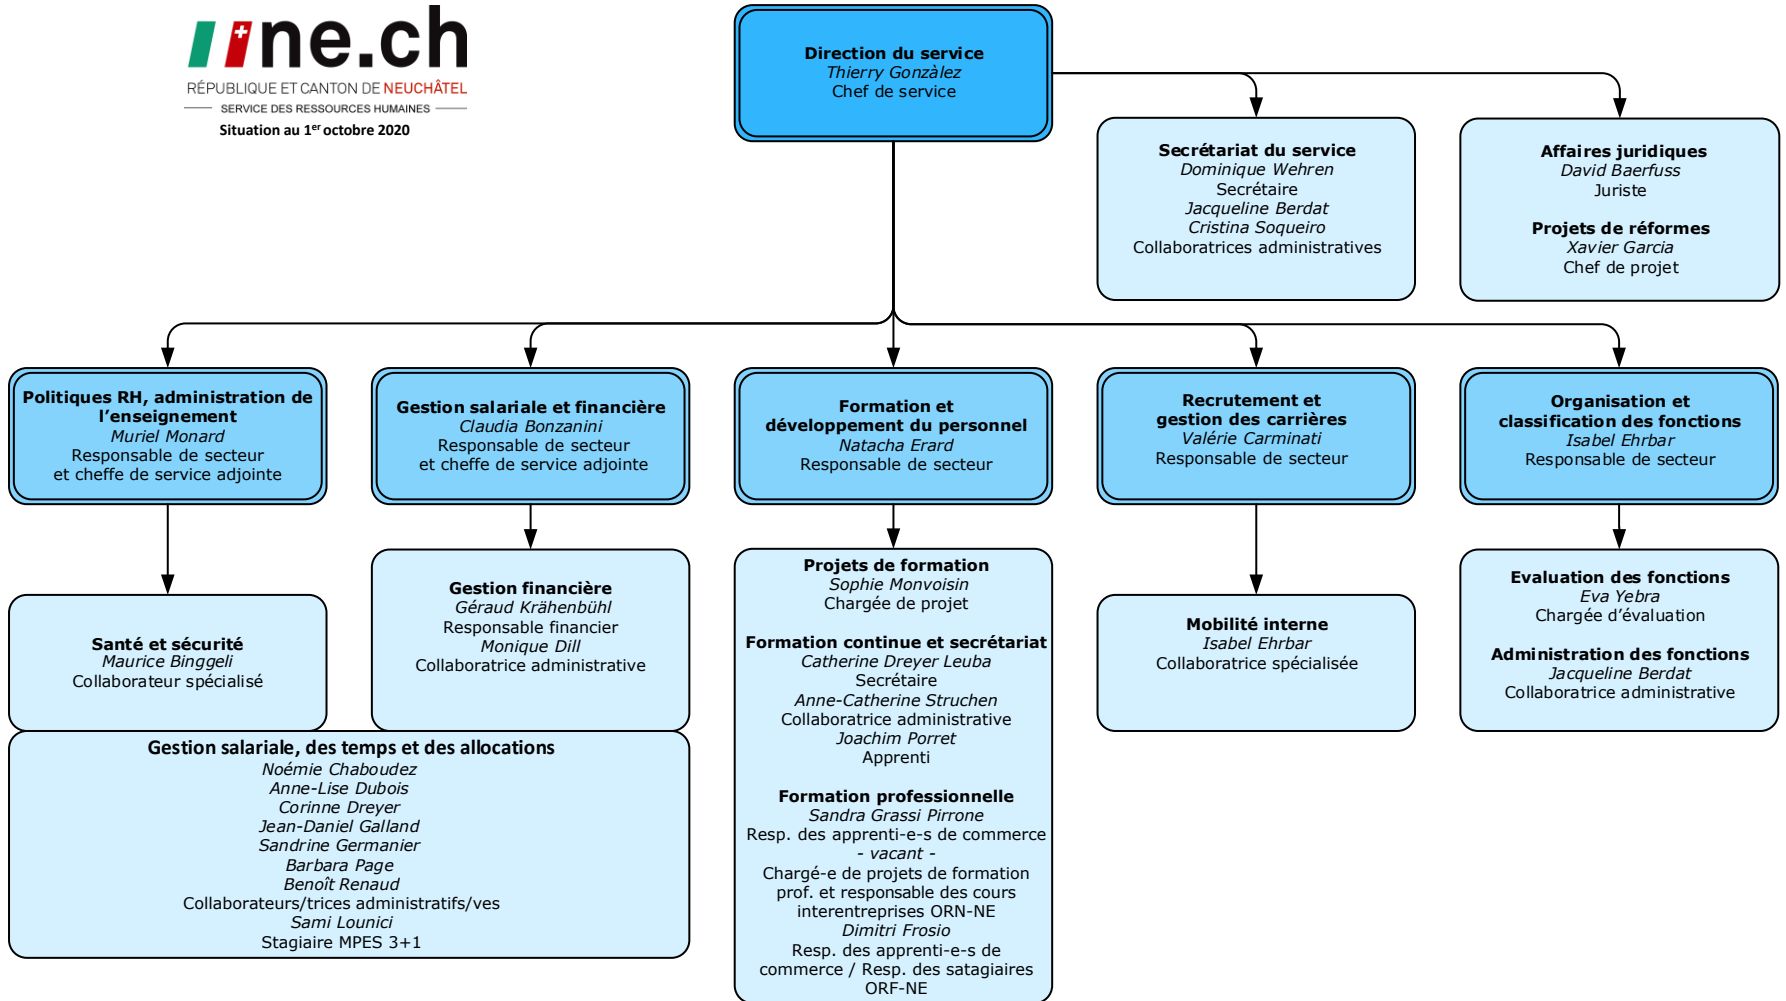 ne.ch
RÉPUBLIQUE ET CANTON DE NEUCHÂTEL
SERVICE DES RESSOURCES HUMAINES
Situation au 1er octobre 2020
Direction du service
Thierry Gonzàlez
Chef de service
Secrétariat du service
Dominique Wehren
Secrétaire
Jacqueline Berdat
Cristina Soqueiro
Collaboratrices administratives
Affaires juridiques
David Baerfuss
Juriste
Projets de réformes
Xavier Garcia
Chef de projet
Politiques RH, administration de
l'enseignement
Muriel Monard
Responsable de secteur
et cheffe de service adjointe
Gestion salariale et financière
Claudia Bonzanini
Responsable de secteur
et cheffe de service adjointe
Formation et
développement du personnel
Natacha Erard
Responsable de secteur
Recrutement et
gestion des carrières
Valérie Carminati
Responsable de secteur
Organisation et
classification des fonctions
Isabel Ehrbar
Responsable de secteur
Santé et sécurité
Maurice Binggeli
Collaborateur spécialisé
Gestion financière
Géraud Krähenbühl
Responsable financier
Monique Dill
Collaboratrice administrative
Gestion salariale, des temps et des allocations
Noémie Chaboudez
Anne-Lise Dubois
Corinne Dreyer
Jean-Daniel Galland
Sandrine Germanier
Barbara Page
Benoît Renaud
Collaborateurs/trices administratifs/ves
Sami Lounici
Stagiaire MPES 3+1
Projets de formation
Sophie Monvoisin
Chargée de projet
Formation continue et secrétariat
Catherine Dreyer Leuba
Secrétaire
Anne-Catherine Struchen
Collaboratrice administrative
Joachim Porret
Apprenti
Formation professionnelle
Sandra Grassi Pirrone
Resp. des apprenti-e-s de commerce
- vacant -
Chargé-e de projets de formation
prof. et responsable des cours
interentreprises ORN-NE
Dimitri Frosio
Resp. des apprenti-e-s de
commerce / Resp. des satagiaires
ORF-NE
Mobilité interne
Isabel Ehrbar
Collaboratrice spécialisée
Evaluation des fonctions
Eva Yebra
Chargée d'évaluation
Administration des fonctions
Jacqueline Berdat
Collaboratrice administrative